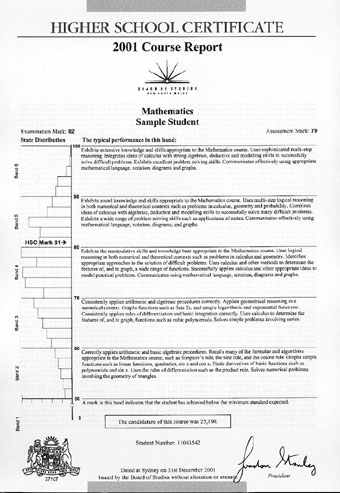 HIGHER SCHOOL CERTIFICATE
2001 Course Report
BOARD OF STUDIES
NEW SOUTH WALES
Mathematics
Sample Student
Examination Mark: 82
Assessment Mark: 79
State Distribution
The typical performance in this band:
100
Band 6
Exhibits extensive knowledge and skills appropriate to the Mathematics course. Uses sophisticated multi-step
reasoning. Integrates ideas of calculus with strong algebraic, deductive and modelling skills to successfully
solve difficult problems. Exhibits excellent problem solving skills. Communicates effectively using appropriate
mathematical language, notation, diagrams and graphs.
90
Band 5
Exhibits sound knowledge and skills appropriate to the Mathematics course. Uses multi-step logical reasoning
in both numerical and theoretical contexts such as problems in calculus, geometry and probability. Combines
ideas of calculus with algebraic, deductive and modelling skills to successfully solve many difficult problems.
Exhibits a wide range of problem solving skills such as applications of series. Communicates effectively using
mathematical language, notation, diagrams, and graphs.
HSC Mark 81
80
Band 4
Exhibits the manipulative skills and knowledge base appropriate to the Mathematics course. Uses logical
reasoning in both numerical and theoretical contexts such as problems in calculus and geometry. Identifies
appropriate approaches to the solution of difficult problems. Uses calculus and other methods to determine the
features of, and to graph, a wide range of functions. Successfully applies calculus and other appropriate ideas to
model practical problems. Communicates using mathematical language, notation, diagrams and graphs.
70
Band 3
Consistently applies arithmetic and algebraic procedures correctly. Applies geometrical reasoning in a
numerical context. Graphs functions such as and simple logarithmic and exponential functions.
Consistently applies rules of differentiation and basic integration correctly. Uses calculus to determine the
features of, and to graph, functions such as cubic polynomials. Solves simple problems involving series.
60
Band 2
Correctly applies arithmetic and basic algebraic procedures. Recalls many of the formulae and algorithms
appropriate to the Mathematics course, such as Simpson's rule, the sine rule, and the cosine rule. Graphs simple
functions such as linear functions, quadratics, sin x and cos x. Finds derivatives of basic functions such as
polynomials and sin x. Uses the rules of differentiation such as the product rule. Solves numerical problems
involving the geometry of triangles.
50
Band 1
A mark in this band indicates that the student has achieved below the minimum standard expected.
0
The candidature of this course was
Student Number: 11043542
37107
Dated at Sydney on 31st December 2001
Issued by the Board of Studies without alteration or erasure
President